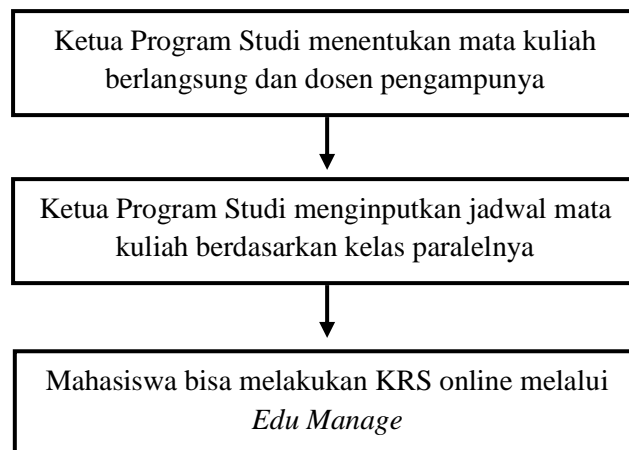 Ketua Program Studi menentukan mata kuliah
berlangsung dan dosen pengampunya
Ketua Program Studi menginputkan jadwal mata
kuliah berdasarkan kelas paralelnya
Mahasiswa bisa melakukan KRS online melalui
Edu Manage